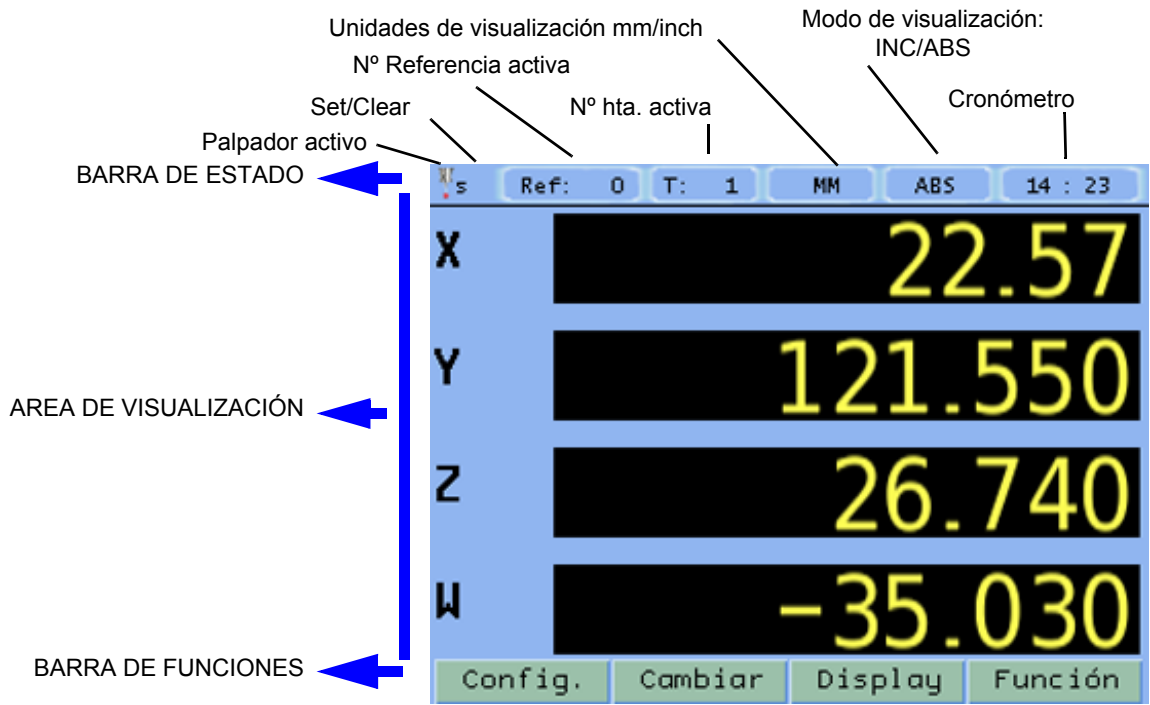 Unidades de visualización mm/inch
Modo de visualización:
INC/ABS
Nº Referencia activa
Set/Clear
Nº hta. activa
Cronómetro
Palpador activo
BARRA DE ESTADO
s Ref: 0 T: 1 MM ABS 14 : 23
X 22.57
Y 121.550
AREA DE VISUALIZACIÓN
Z 26.740
W -35.030
BARRA DE FUNCIONES
Config. Cambiar Display Función